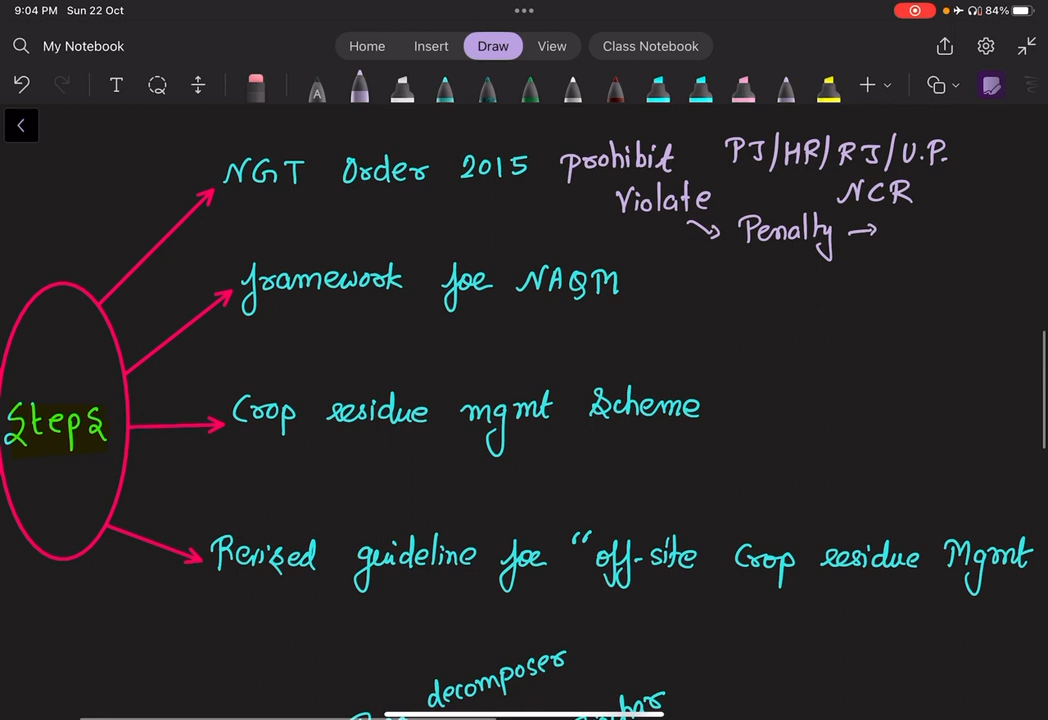 9:04 PM Sun 22 Oct
84%
My Notebook
Home Insert Draw View Class Notebook
T
A
NGT Order 2015 prohibit PJ/HR/RJ/U.P.
Violate NCR
Penalty →
framework for NAQM
Steps
Crop residue mgmt Scheme
Revised guideline for "off-site Crop residue Mgmt
decomposer